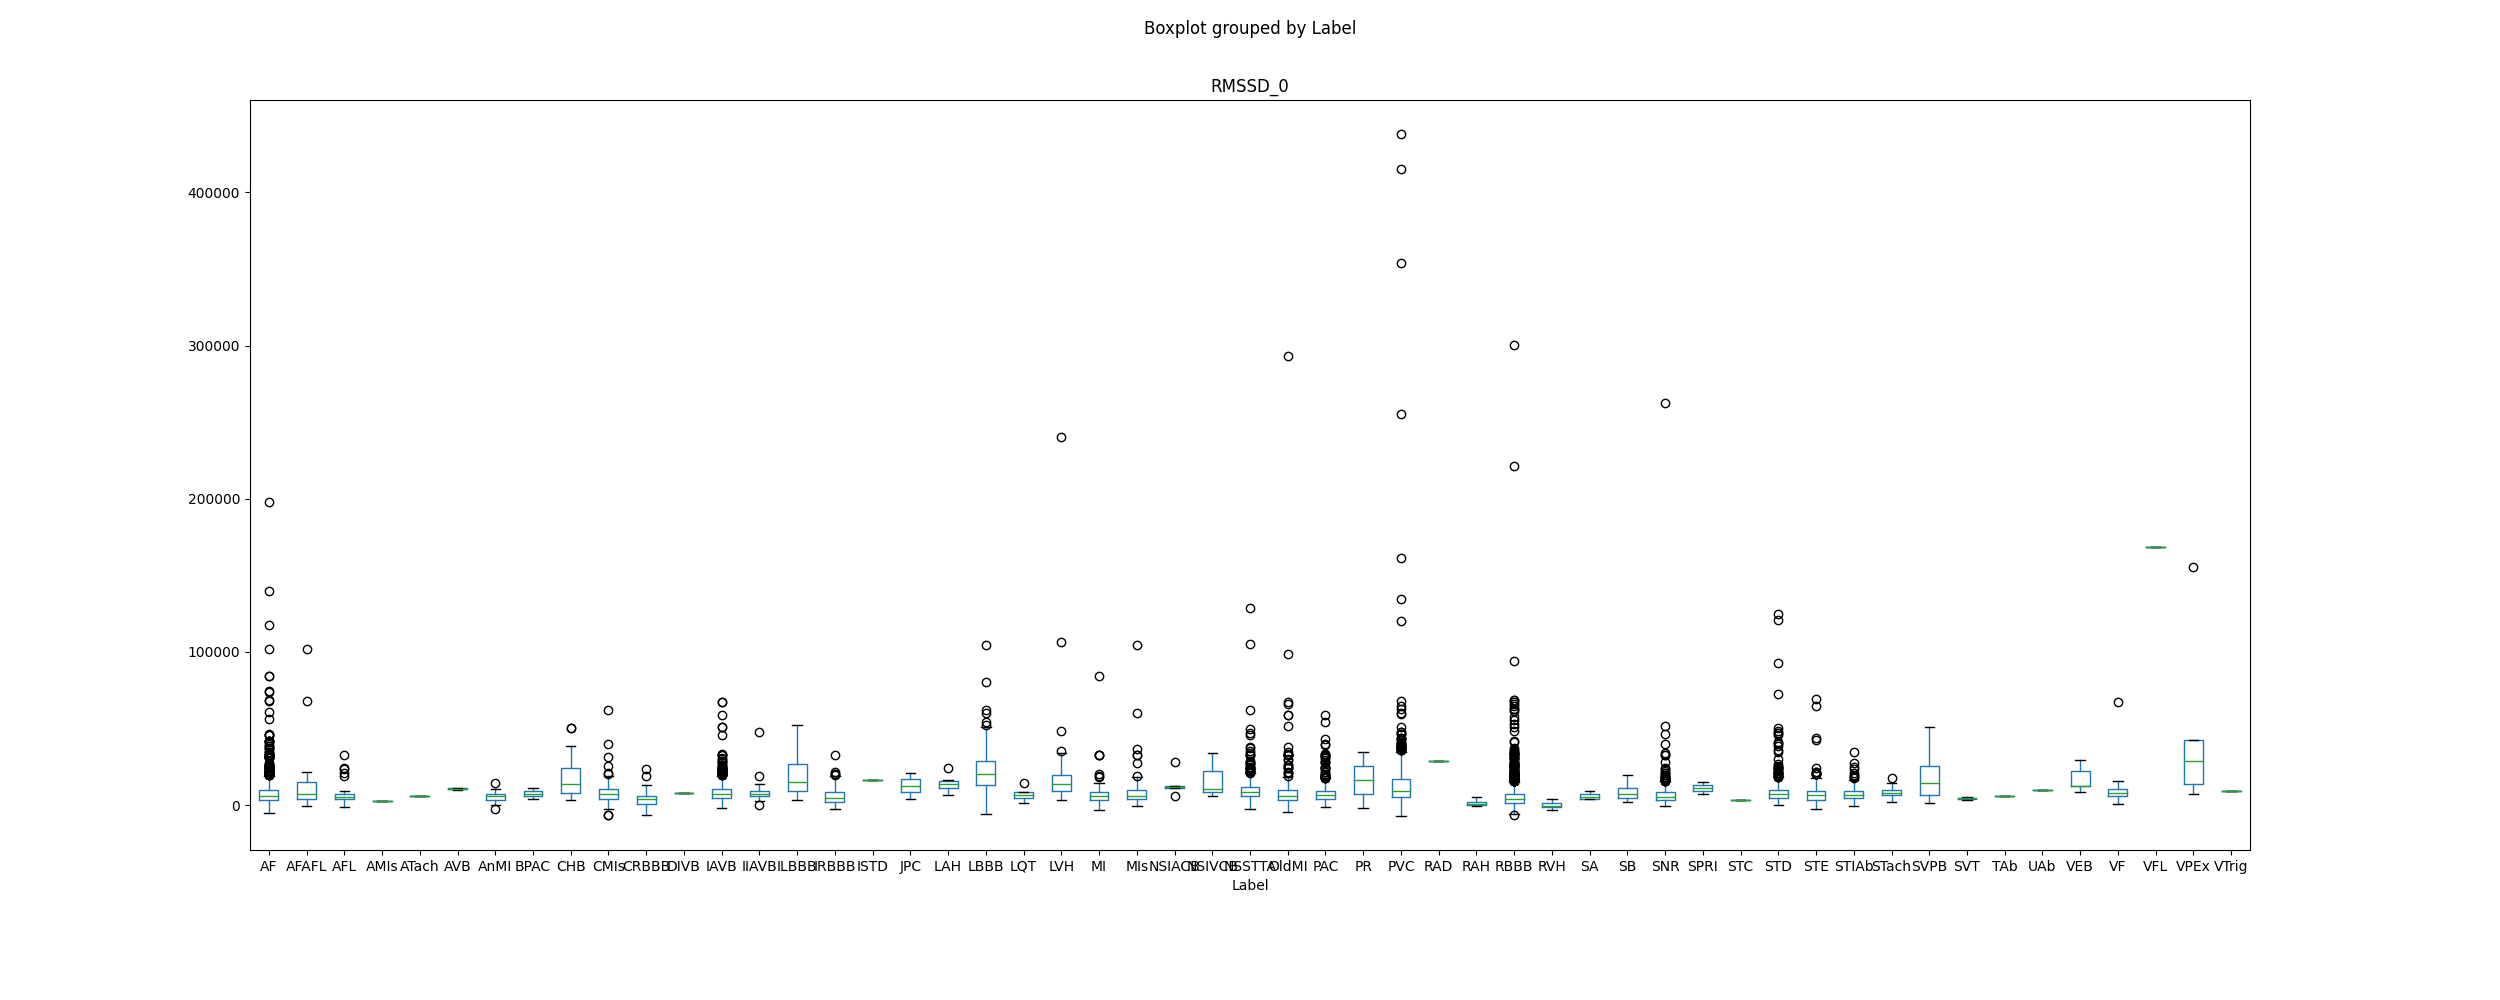 Boxplot grouped by Label
RMSSD_0
400000
300000
200000
100000
0
AF AFAFL AFL AMIs ATach AVB AnMI BPAC CHB CMIs CRBBB DIVB IAVB IIAVB ILBBB IRBBB ISTD JPC LAH LBBB LQT LVH MI MIs NSIACB NSIVCB NSSTTA OldMI PAC PR PVC RAD RAH RBBB RVH SA SB SNR SPRI STC STD STE STIAb STach SVPB SVT TAb UAb VEB VF VFL VPEx VTrig
Label